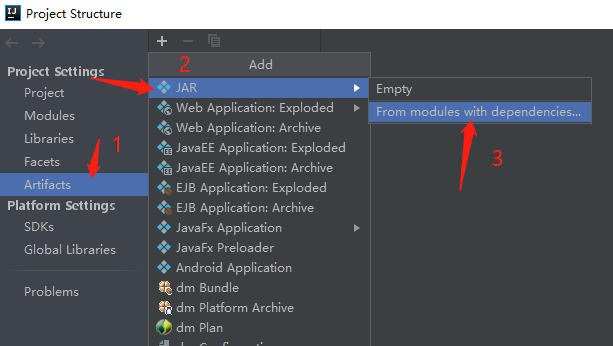 IJ Project Structure
Project Settings
Project
Modules
Libraries
Facets
Artifacts
Platform Settings
SDKs
Global Libraries
Problems
1
2
Add
JAR
Web Application: Exploded
Web Application: Archive
JavaEE Application: Exploded
JavaEE Application: Archive
EJB Application: Exploded
EJB Application: Archive
JavaFx Application
JavaFx Preloader
Android Application
dm Bundle
dm Platform Archive
dm Plan
Empty
From modules with dependencies...
3